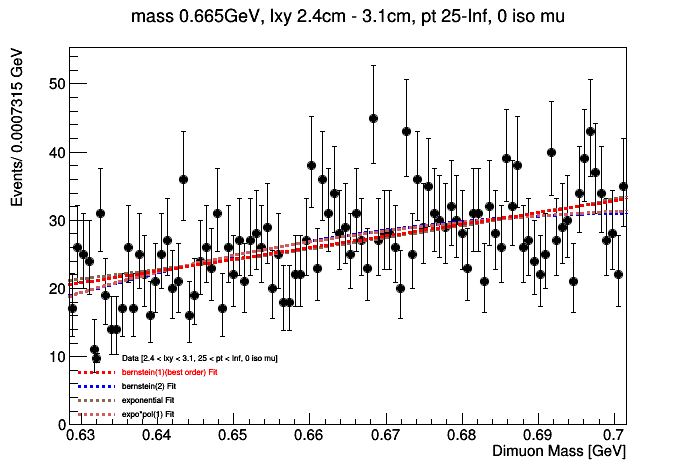 mass 0.665GeV, lxy 2.4cm - 3.1cm, pt 25-Inf, 0 iso mu
Events/ 0.0007315 GeV
50
40
30
20
10
0
Data [2.4 < lxy < 3.1, 25 < pt < Inf, 0 iso mu]
bernstein(1)(best order) Fit
bernstein(2) Fit
exponential Fit
expo*pol(1) Fit
0.63 0.64 0.65 0.66 0.67 0.68 0.69 0.7
Dimuon Mass [GeV]